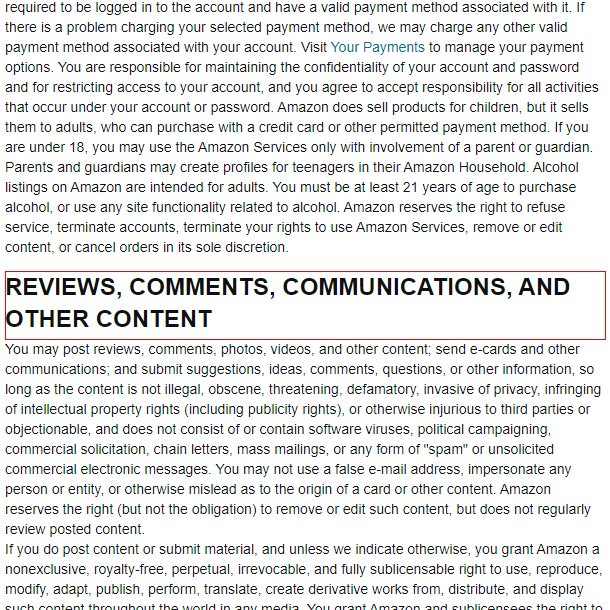 required to be logged in to the account and have a valid payment method associated with it. If
there is a problem charging your selected payment method, we may charge any other valid
payment method associated with your account. Visit Your Payments to manage your payment
options. You are responsible for maintaining the confidentiality of your account and password
and for restricting access to your account, and you agree to accept responsibility for all activities
that occur under your account or password. Amazon does sell products for children, but it sells
them to adults, who can purchase with a credit card or other permitted payment method. If you
are under 18, you may use the Amazon Services only with involvement of a parent or guardian.
Parents and guardians may create profiles for teenagers in their Amazon Household. Alcohol
listings on Amazon are intended for adults. You must be at least 21 years of age to purchase
alcohol, or use any site functionality related to alcohol. Amazon reserves the right to refuse
service, terminate accounts, terminate your rights to use Amazon Services, remove or edit
content, or cancel orders in its sole discretion.
REVIEWS, COMMENTS, COMMUNICATIONS, AND
OTHER CONTENT
You may post reviews, comments, photos, videos, and other content; send e-cards and other
communications; and submit suggestions, ideas, comments, questions, or other information, so
long as the content is not illegal, obscene, threatening, defamatory, invasive of privacy, infringing
of intellectual property rights (including publicity rights), or otherwise injurious to third parties or
objectionable, and does not consist of or contain software viruses, political campaigning,
commercial solicitation, chain letters, mass mailings, or any form of "spam" or unsolicited
commercial electronic messages. You may not use a false e-mail address, impersonate any
person or entity, or otherwise mislead as to the origin of a card or other content. Amazon
reserves the right (but not the obligation) to remove or edit such content, but does not regularly
review posted content.
If you do post content or submit material, and unless we indicate otherwise, you grant Amazon a
nonexclusive, royalty-free, perpetual, irrevocable, and fully sublicensable right to use, reproduce,
modify, adapt, publish, perform, translate, create derivative works from, distribute, and display
such content throughout the world in any media. You grant Amazon and sublicensees the right to